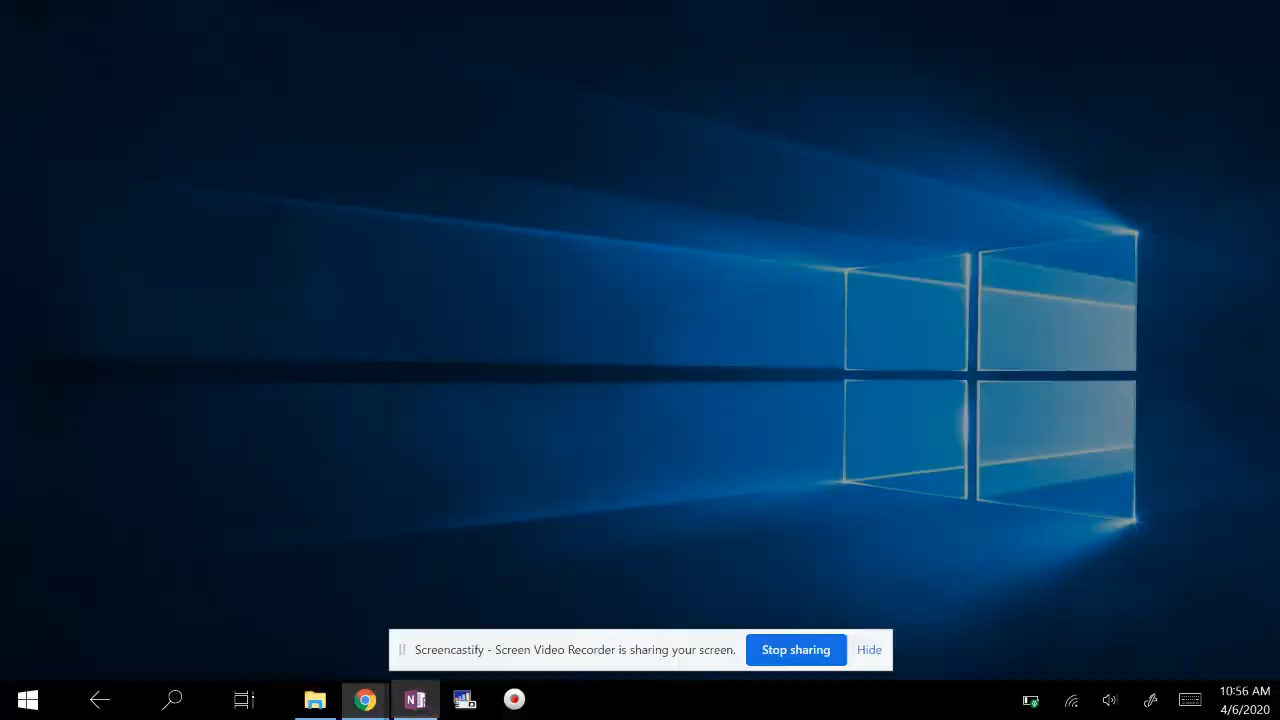 Screencastify - Screen Video Recorder is sharing your screen.
Stop sharing
Hide
N
10:56 AM
4/6/2020